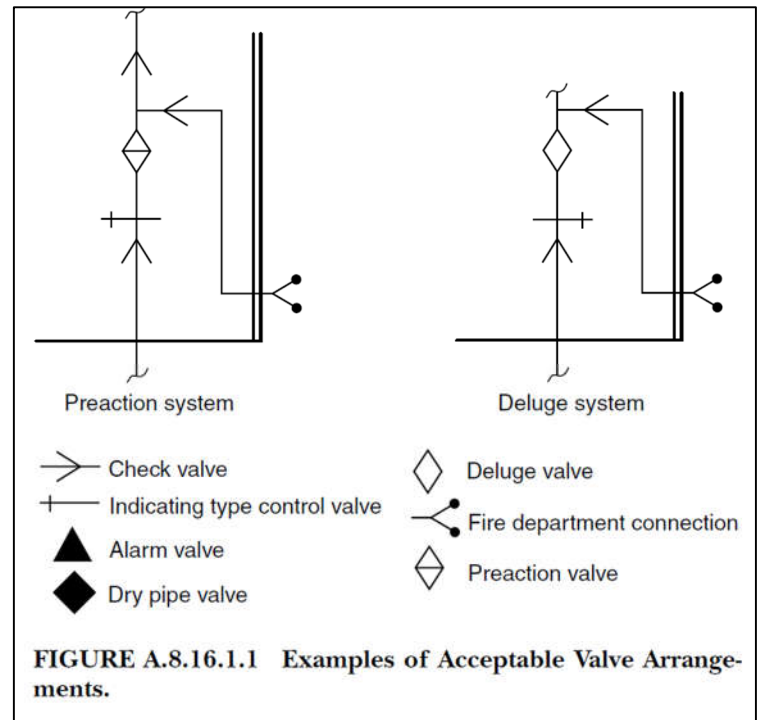 Preaction system
Deluge system
Check valve
Indicating type control valve
Alarm valve
Dry pipe valve
Deluge valve
Fire department connection
Preaction valve
FIGURE A.8.16.1.1 Examples of Acceptable Valve Arrange-
ments.